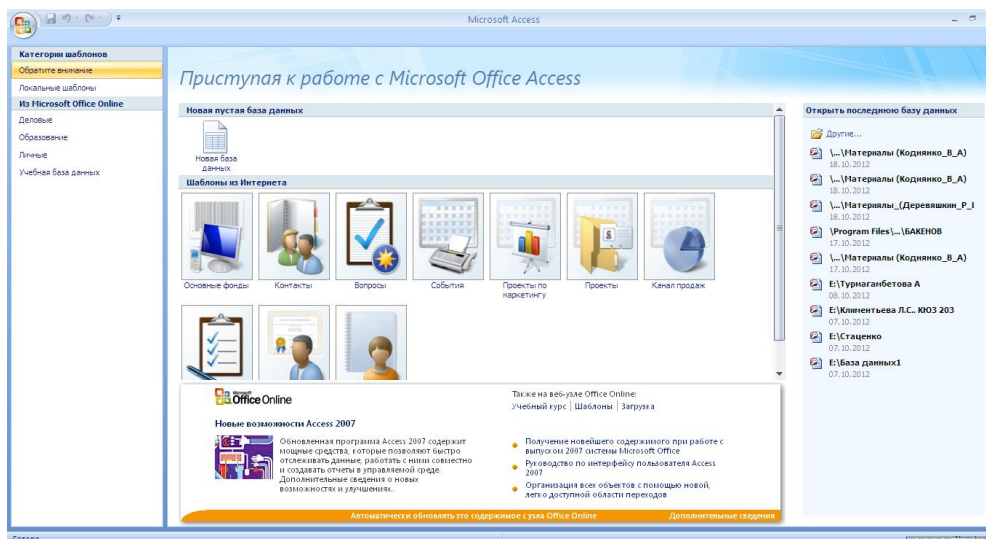 Microsoft Access
Категории шаблонов
Обратите внимание
Локальные шаблоны
Из Microsoft Office Online
Деловые
Образование
Личные
Учебная база данных
Приступая к работе с Microsoft Office Access
Новая пустая база данных
Новая база
данных
Шаблоны из Интернета
Основные фонды
Контакты
Вопросы
События
Проекты по
маркетингу
Проекты
Канал продаж
Microsoft
Office Online
Новые возможности Access 2007
Обновленная программа Access 2007 содержит
мощные средства, которые позволяют быстро
отслеживать данные, работать с ними совместно
и создавать отчеты в управляемой среде.
Дополнительные сведения о новых
возможностях и улучшениях.
Также на веб-узле Office Online:
Учебный курс | Шаблоны | Загрузка
Получение новейшего содержимого при работе с
выпуском 2007 системы Microsoft Office
Руководство по интерфейсу пользователя Access
2007
Организация всех объектов с помощью новой,
легко доступной области переходов
Автоматически обновлять это содержимое с узла Office Online
Дополнительные сведения
Открыть последнюю базу данных
Другие...
\...\Материалы (Коднянко_В_А)
18.10.2012
\...\Материалы (Коднянко_В_А)
18.10.2012
\...\Материялы_(Деревяшкин_Р_
18.10.2012
\Program Files\...\БАКЕНОВ
17.10.2012
\...\Материалы (Коднянко_В_А)
17.10.2012
E:\Турмагамбетова А
08.10.2012
E:\Климентьева Л.С.. КЮЗ 203
07.10.2012
E:\Стаценко
07.10.2012
E:\База данных1
07.10.2012
Готово